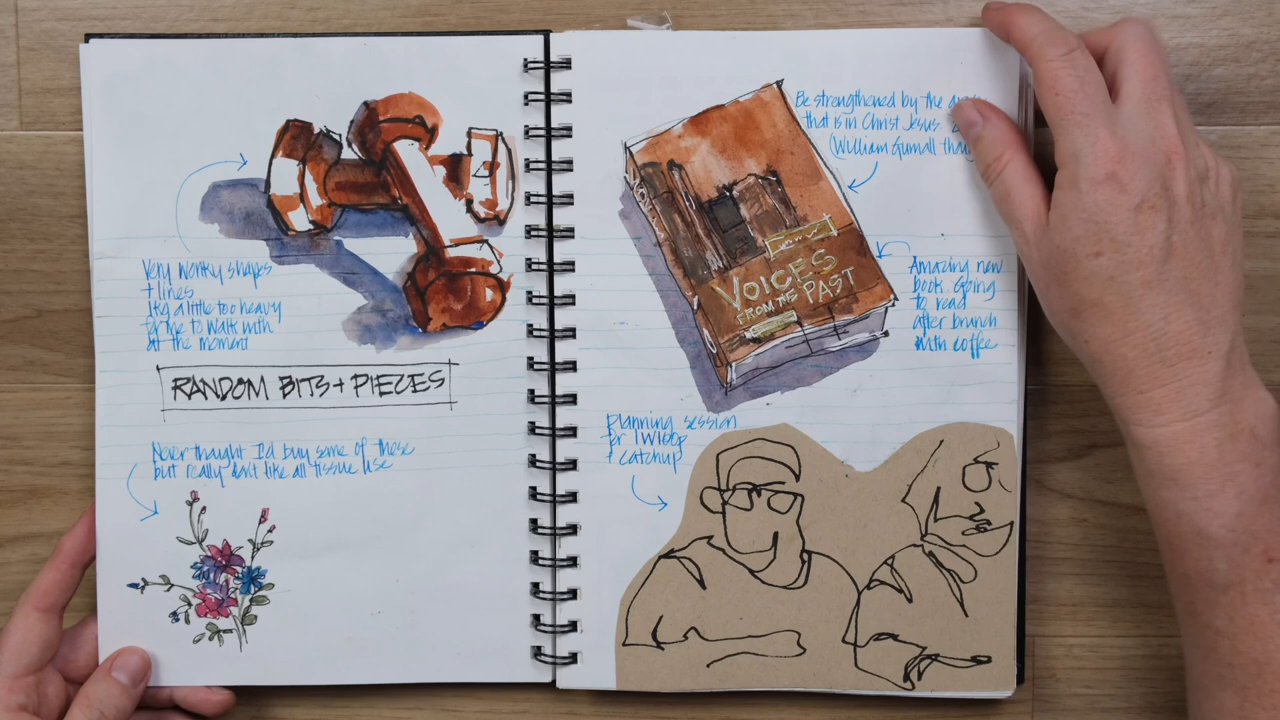 Very wonky shapes
+ lines
It's a little too heavy
for me to walk with
at the moment
RANDOM BITS + PIECES
Never thought I'd buy some of these
but really don't like all tissue use
Be strengthened by the
that is in Christ Jesus.
(William Gurnall
VOICES
FROM THE PAST
Amazing new
book. Going
to read
after brunch
with coffee
planning session
for 1W100p
+ catchup